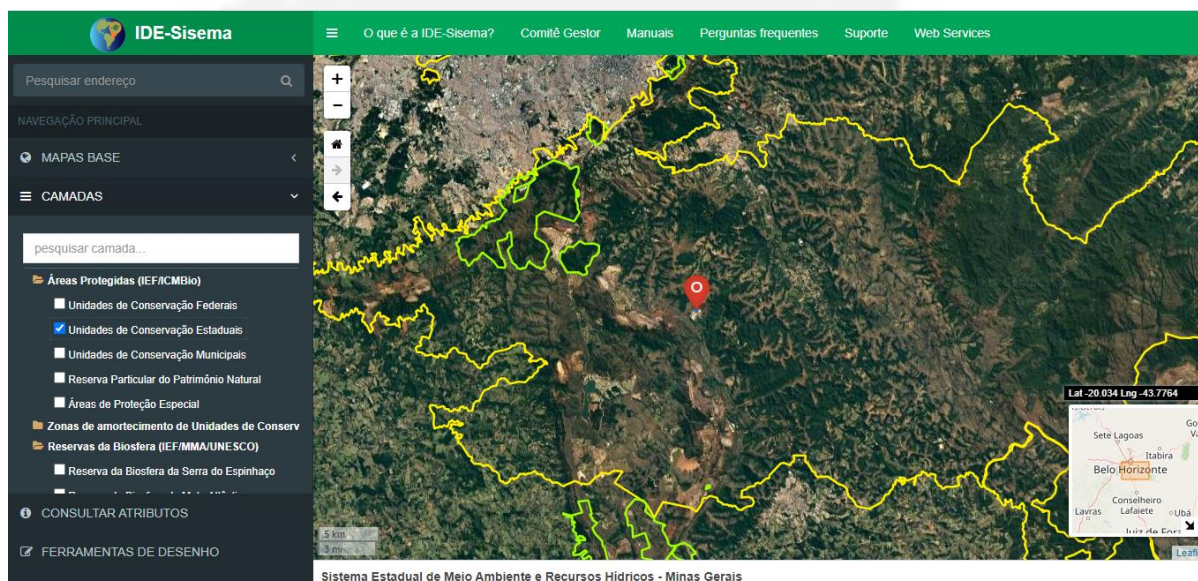 IDE-Sisema
O que é a IDE-Sisema? Comitê Gestor Manuais Perguntas frequentes Suporte Web Services
Pesquisar endereço
NAVEGAÇÃO PRINCIPAL
MAPAS BASE
CAMADAS
pesquisar camada...
Áreas Protegidas (IEF/ICMBio)
Unidades de Conservação Federais
Unidades de Conservação Estaduais
Unidades de Conservação Municipais
Reserva Particular do Patrimônio Natural
Áreas de Proteção Especial
Zonas de amortecimento de Unidades de Conserv
Reservas da Biosfera (IEF/MMA/UNESCO)
Reserva da Biosfera da Serra do Espinhaço
CONSULTAR ATRIBUTOS
FERRAMENTAS DE DESENHO
+
−
Lat -20.034 Lng -43.7764
Go
Sete Lagoas
Itabira
Belo Horizonte
Conselheiro
Lavras Lafaiete Ubá
Juiz de Fora
5 km
3 mi
Leafl
Sistema Estadual de Meio Ambiente e Recursos Hídricos - Minas Gerais